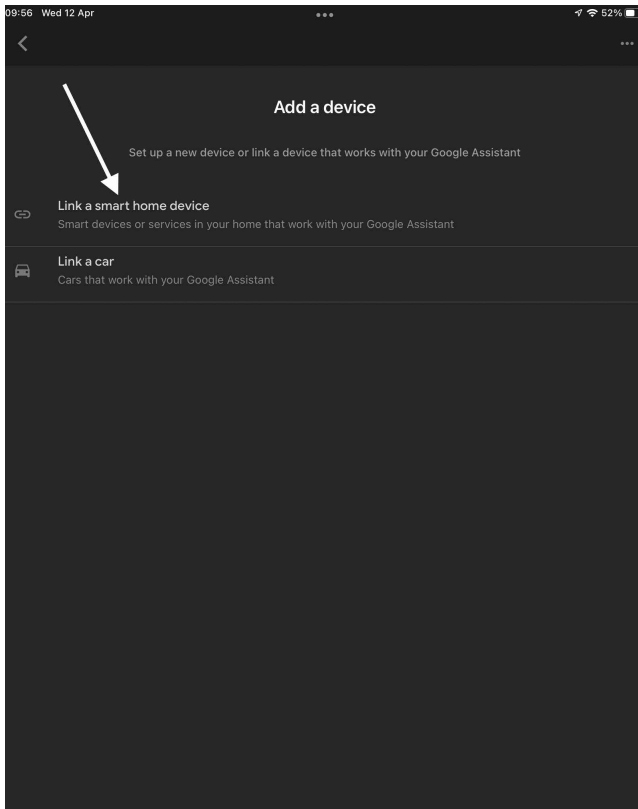 09:56 Wed 12 Apr
52%
Add a device
Set up a new device or link a device that works with your Google Assistant
Link a smart home device
Smart devices or services in your home that work with your Google Assistant
Link a car
Cars that work with your Google Assistant